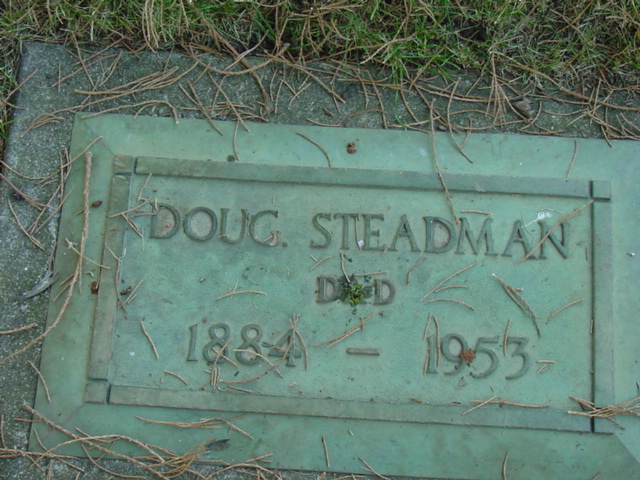 DOUG. STEADMAN
DAD
1884 – 1953